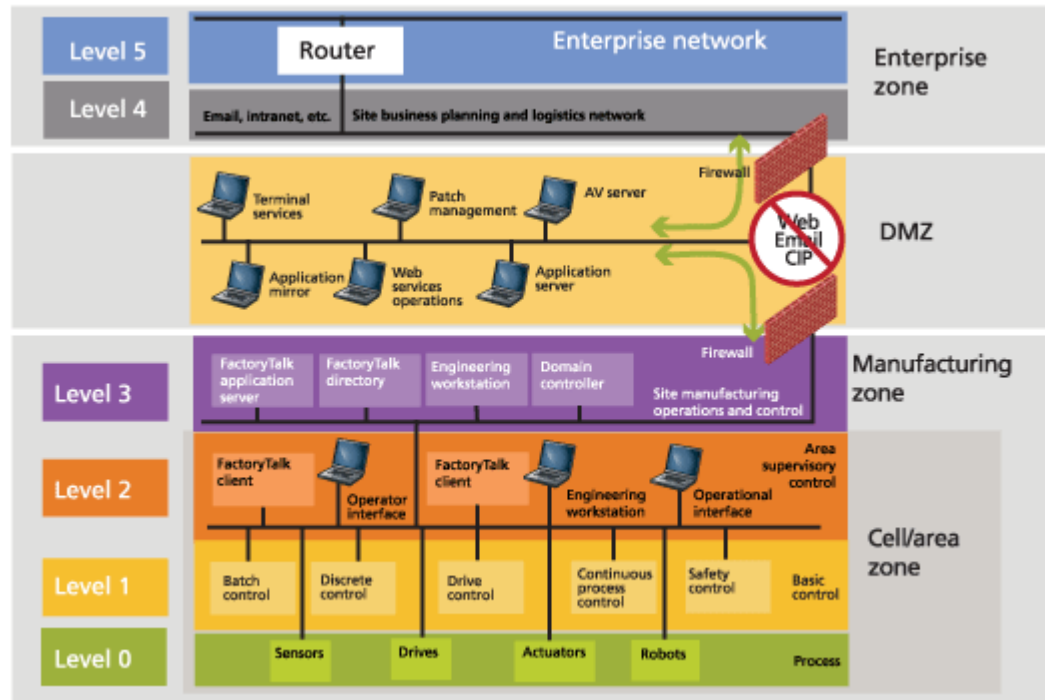 Level 5
Router
Enterprise network
Enterprise
zone
Level 4
Email, intranet, etc.
Site business planning and logistics network
Firewall
Terminal
services
Patch
management
AV server
Web
Email
CIP
DMZ
Application
mirror
Web
services
operations
Application
server
Firewall
Manufacturing
zone
Level 3
FactoryTalk
application
server
FactoryTalk
directory
Engineering
workstation
Domain
controller
Site manufacturing
operations and control
Level 2
FactoryTalk
client
Operator
interface
FactoryTalk
client
Engineering
workstation
Operational
interface
Area
supervisory
control
Cell/area
zone
Level 1
Batch
control
Discrete
control
Drive
control
Continuous
process
control
Safety
control
Basic
control
Level 0
Sensors
Drives
Actuators
Robots
Process